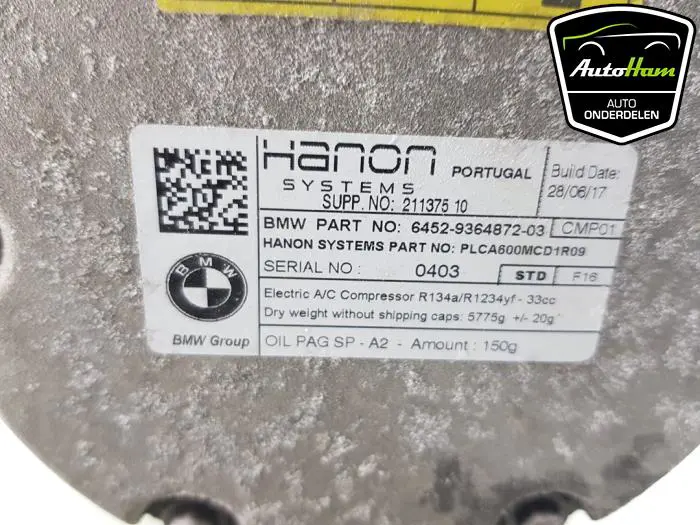 AutoHam
AUTO
ONDERDELEN
Hanon
SYSTEMS
PORTUGAL
Build Date:
28/06/17
SUPP. NO: 211375 10
BMW PART NO: 6452-9364872-03 CMP01
HANON SYSTEMS PART NO: PLCA600MCD1R09
SERIAL NO: 0403 STD F16
BMW
Electric A/C Compressor R134a/R1234yf - 33cc
Dry weight without shipping caps: 5775g +/- 20g
BMW Group
OIL PAG SP - A2 - Amount : 150g